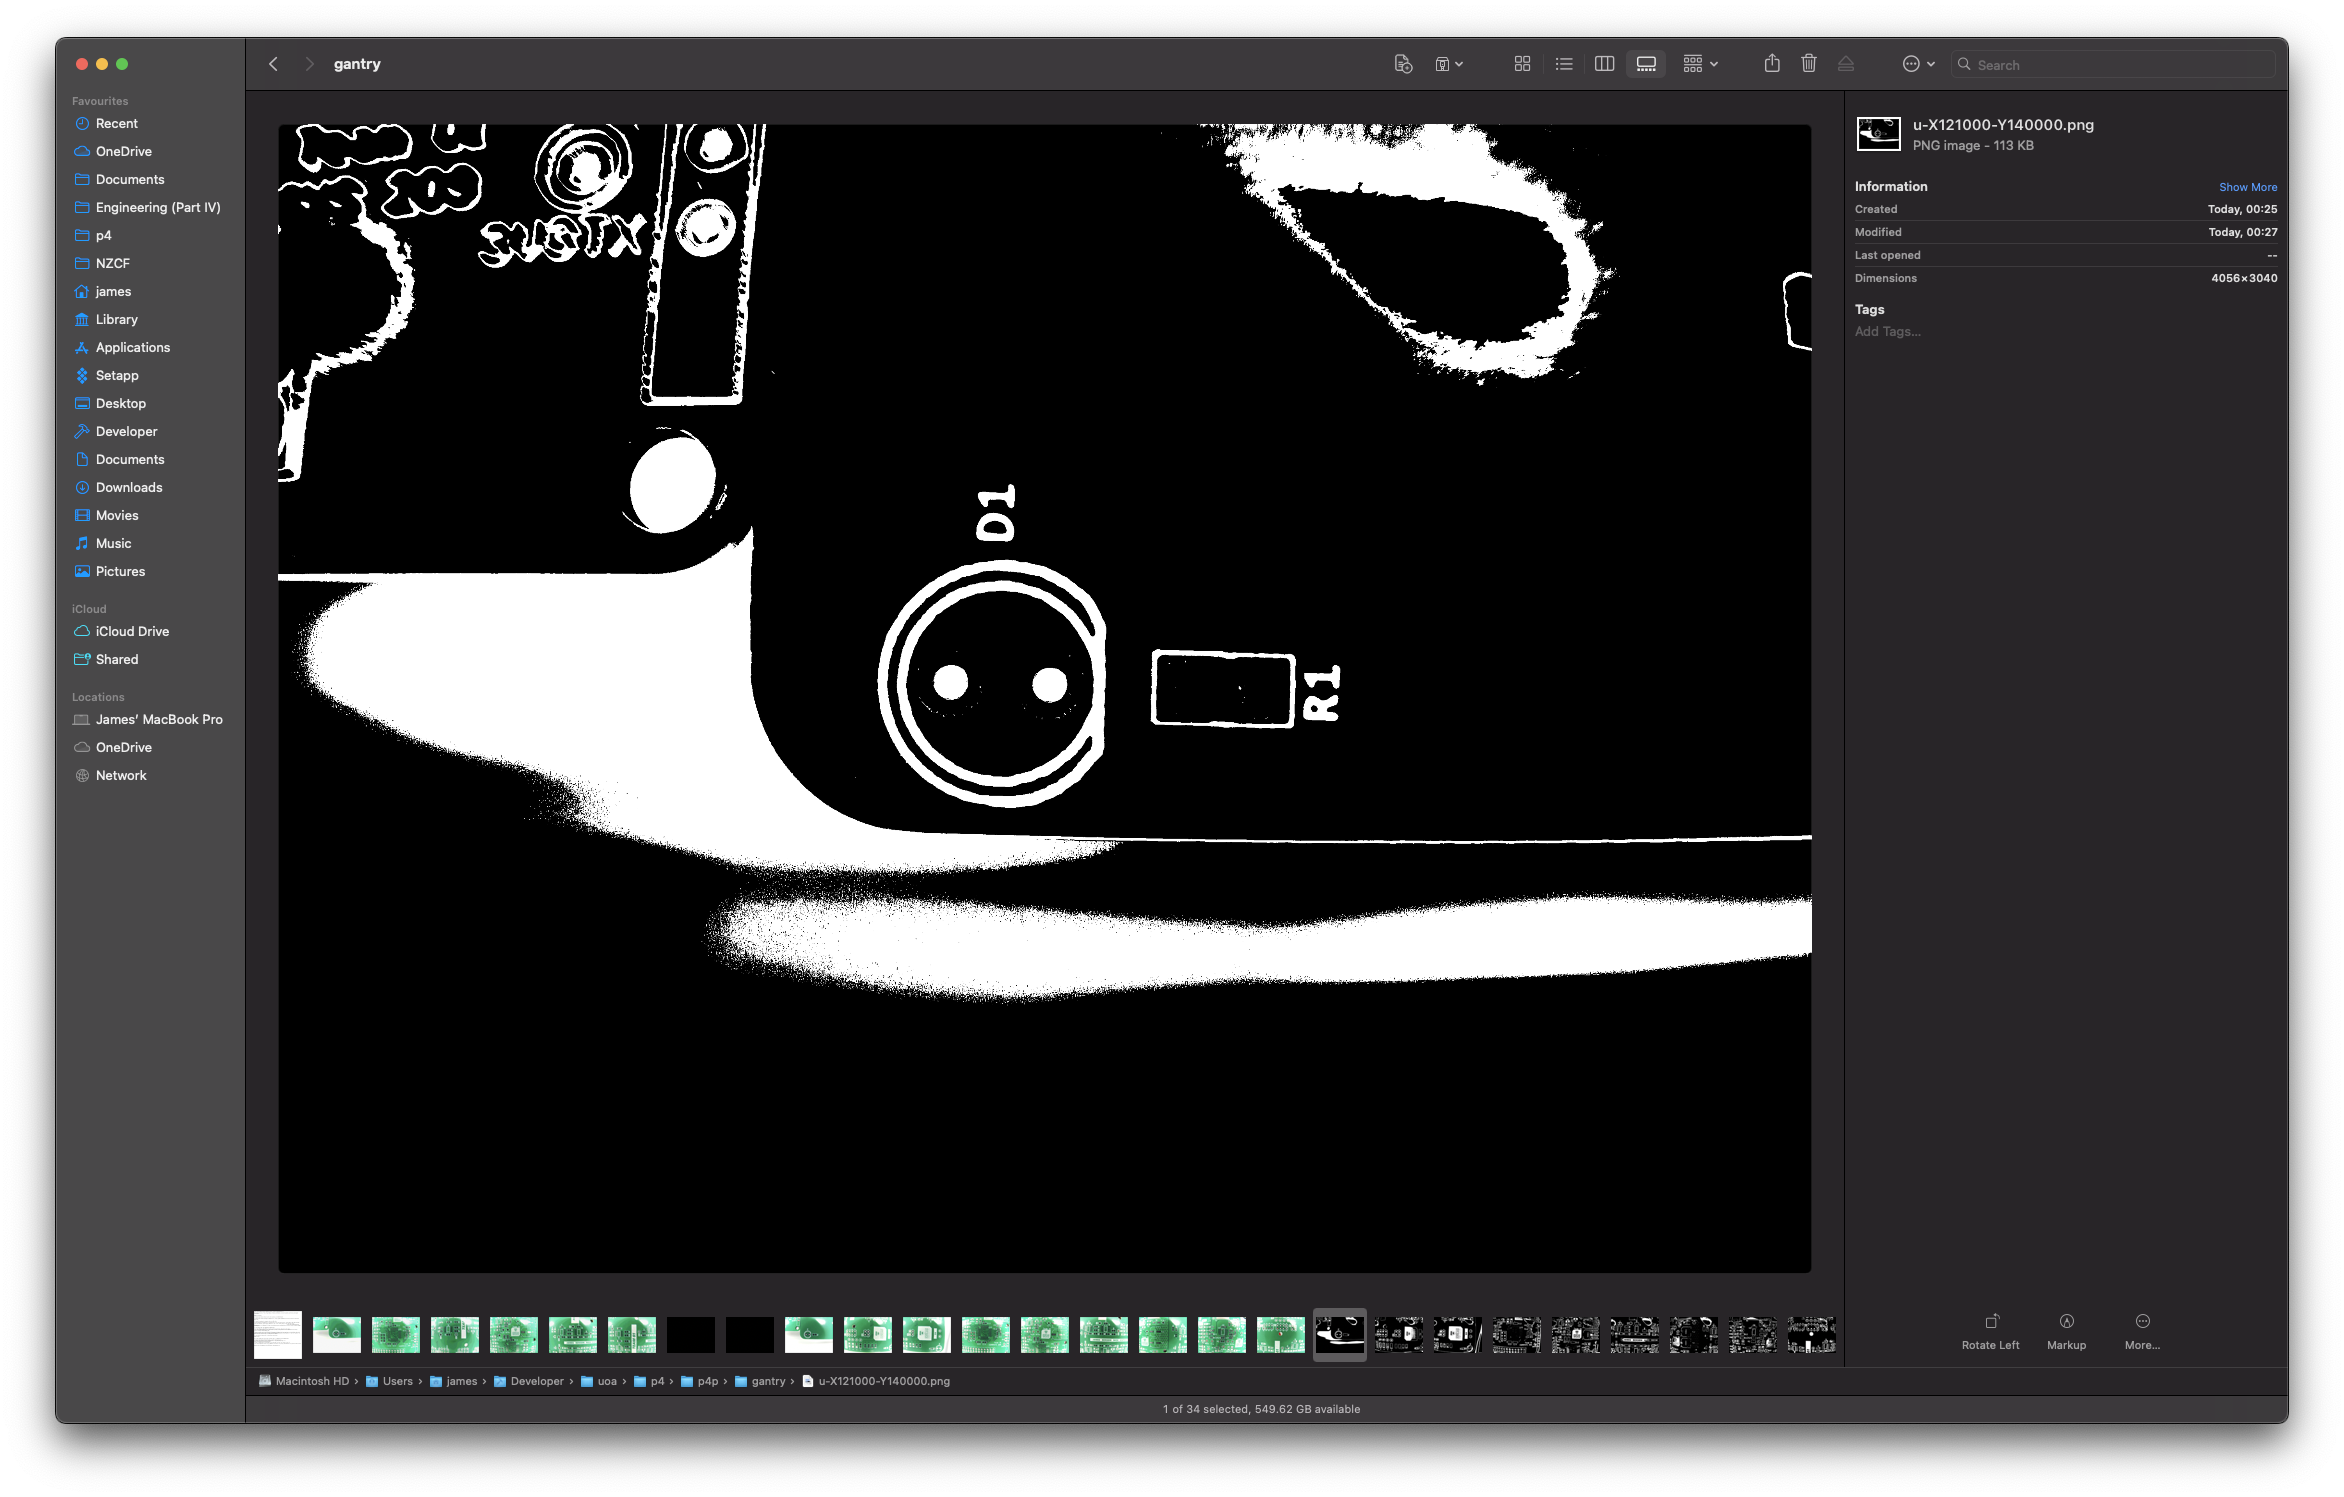 gantry
Search
Favourites
Recent
OneDrive
Documents
Engineering (Part IV)
p4
NZCF
james
Library
Applications
Setapp
Desktop
Developer
Documents
Downloads
Movies
Music
Pictures
iCloud
iCloud Drive
Shared
Locations
James’ MacBook Pro
OneDrive
Network
D1
R1
u-X121000-Y140000.png
PNG image - 113 KB
Information Show More
Created Today, 00:25
Modified Today, 00:27
Last opened --
Dimensions 4056×3040
Tags
Add Tags...
Rotate Left Markup More...
Macintosh HD › Users › james › Developer › uoa › p4 › p4p › gantry › u-X121000-Y140000.png
1 of 34 selected, 549.62 GB available